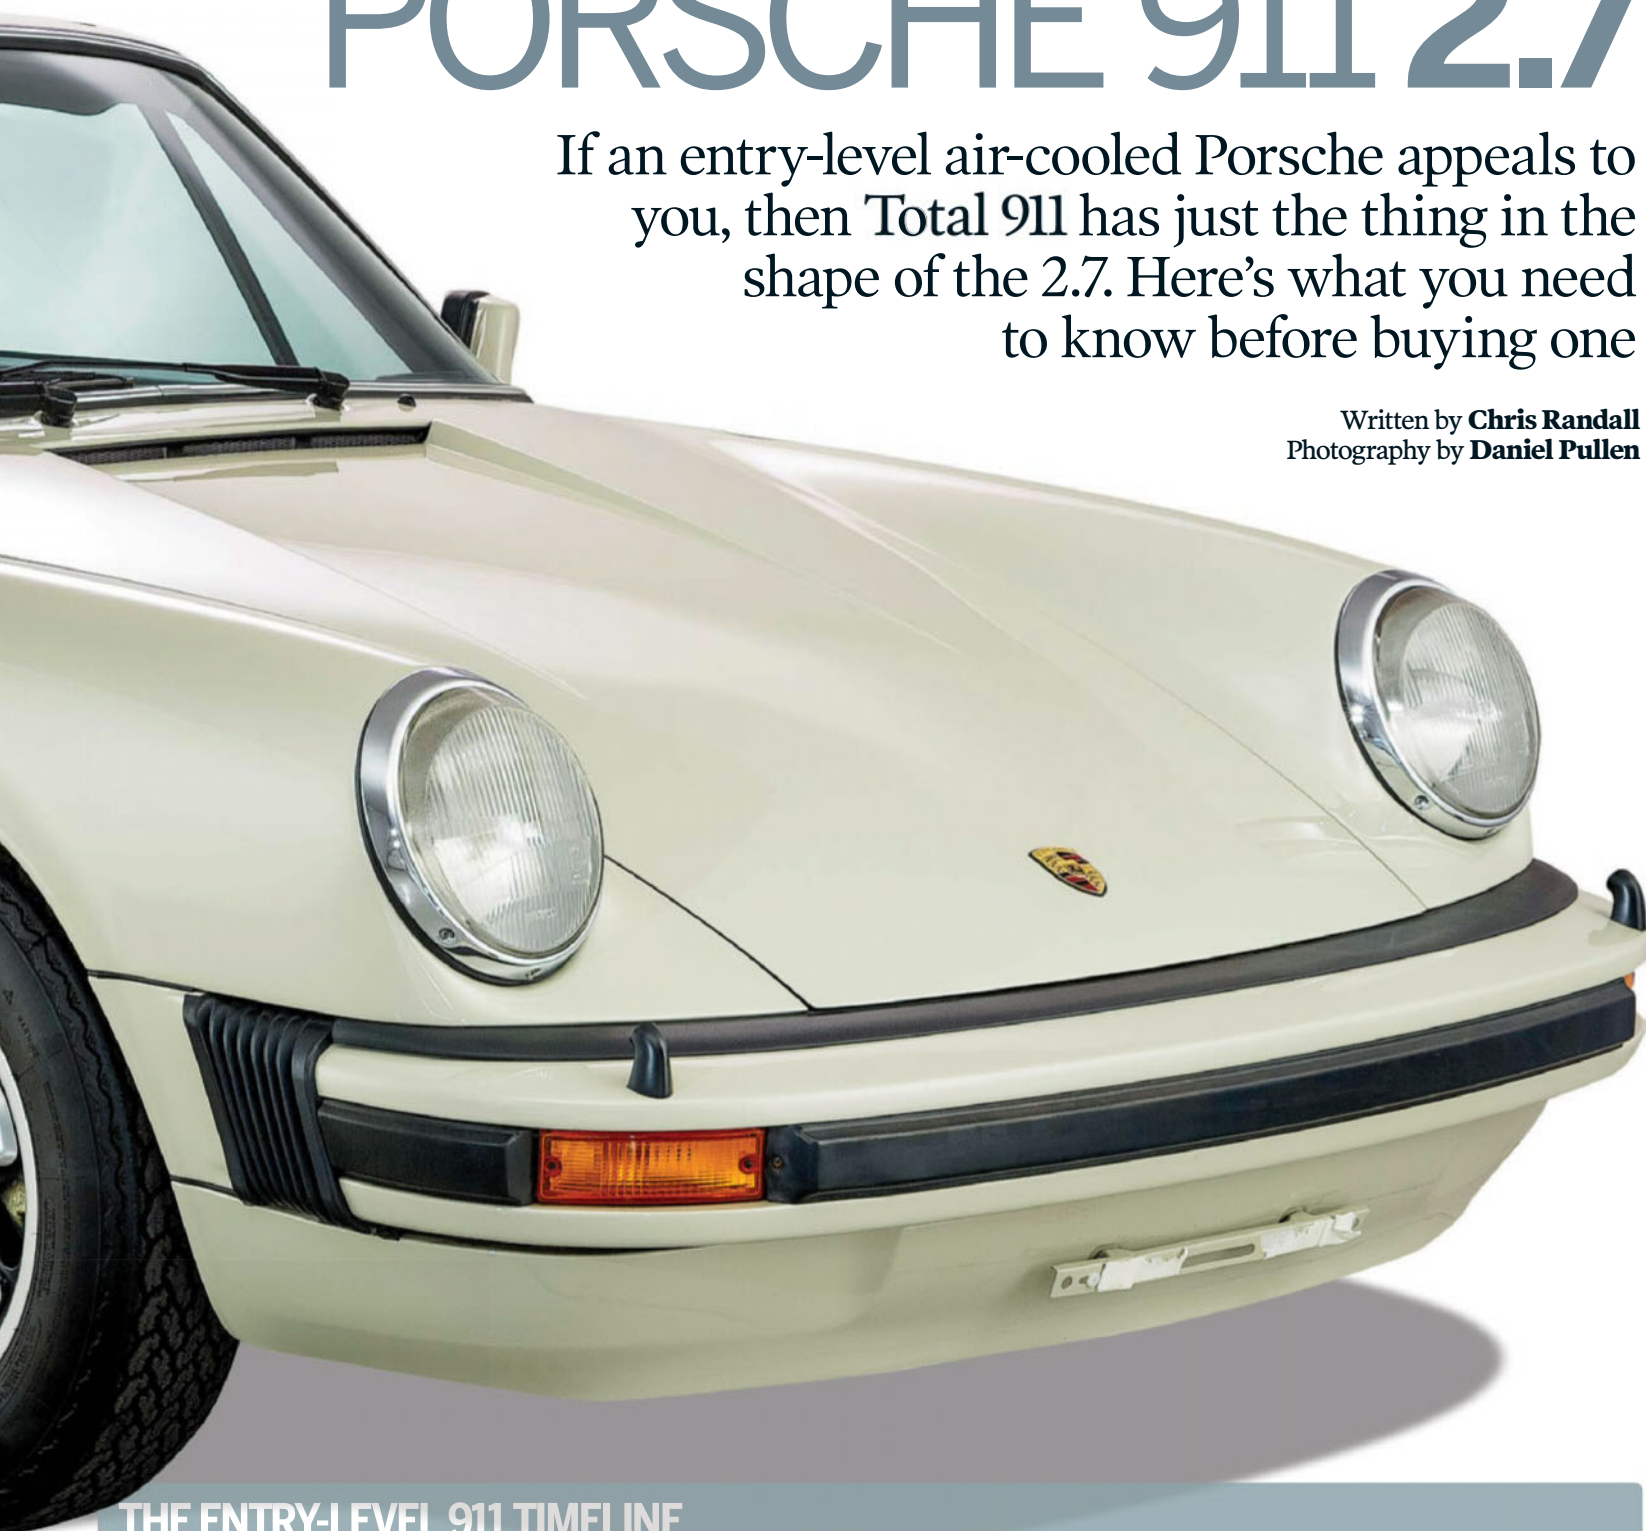 PORSCHE 911 2.7
If an entry-level air-cooled Porsche appeals to
you, then Total 911 has just the thing in the
shape of the 2.7. Here's what you need
to know before buying one
Written by Chris Randall
Photography by Daniel Pullen
THE ENTRY-LEVEL 911 TIMELINE